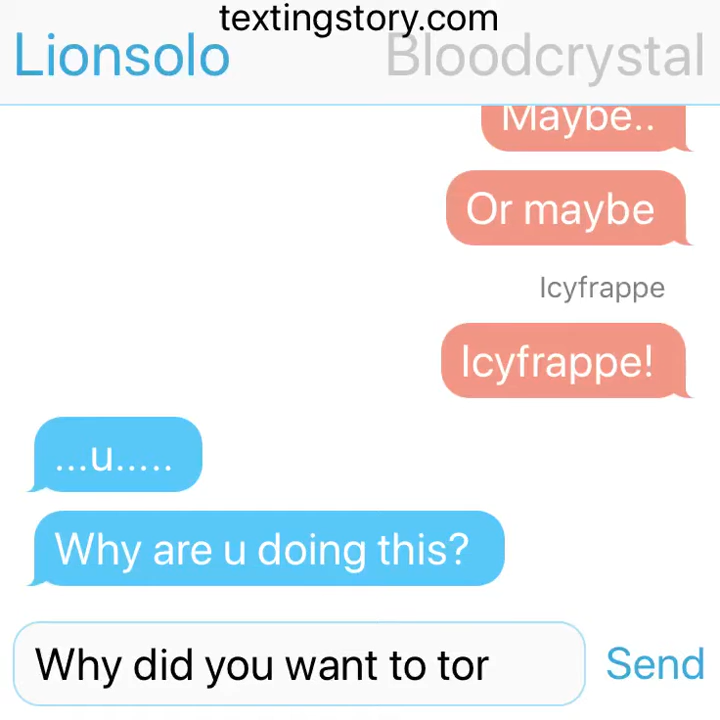 textingstory.com
Lionsolo
Bloodcrystal
Maybe..
Or maybe
Icyfrappe
Icyfrappe!
...u.....
Why are u doing this?
Why did you want to tor
Send